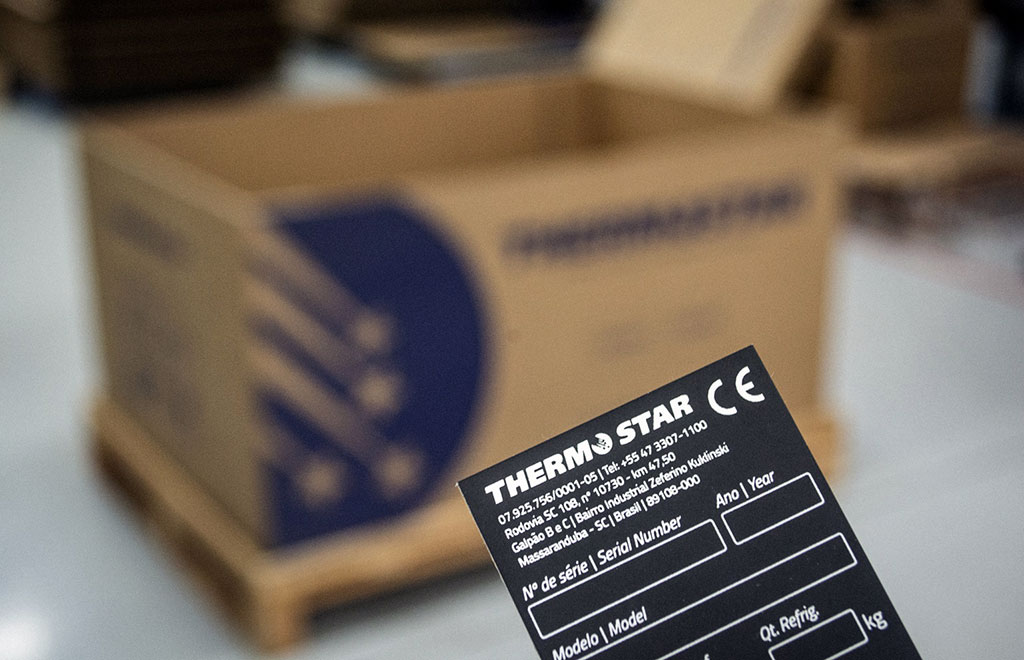 THERMOSTAR
THERMO STAR CE
07.925.756/0001-05 | Tel: +55 47 3307-1100
Rodovia SC 108, nº 10730 - km 47,50
Galpão B e C | Bairro Industrial Zeferino Kuklinski
Massaranduba - SC | Brasil | 89108-000
Nº de série | Serial Number
Ano | Year
Modelo | Model
Qt. Refrig.
kg